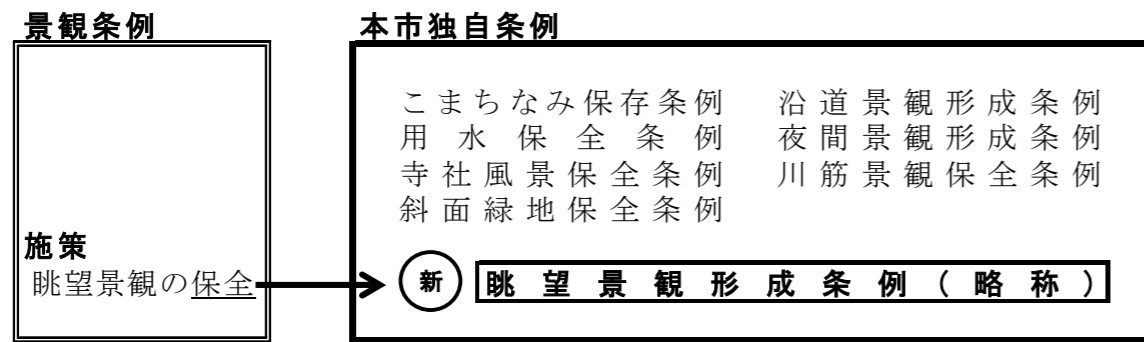 景観条例
施策
眺望景観の保全
本市独自条例
こまちなみ保存条例 沿道景観形成条例
用水保全条例 夜間景観形成条例
寺社風景保全条例 川筋景観保全条例
斜面緑地保全条例
新 眺望景観形成条例(略称)